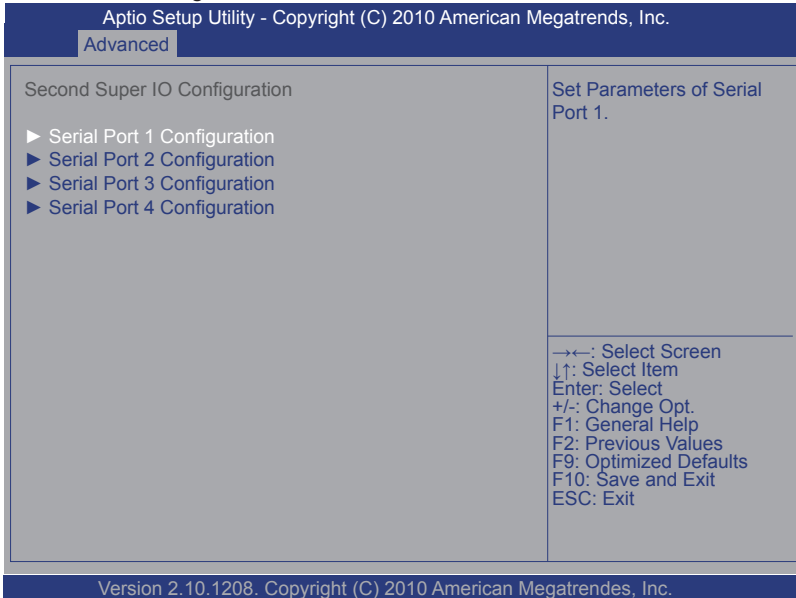 Aptio Setup Utility - Copyright (C) 2010 American Megatrends, Inc.
Advanced
Second Super IO Configuration
► Serial Port 1 Configuration
► Serial Port 2 Configuration
► Serial Port 3 Configuration
► Serial Port 4 Configuration
Set Parameters of Serial
Port 1.
→←: Select Screen
↓↑: Select Item
Enter: Select
+/-: Change Opt.
F1: General Help
F2: Previous Values
F9: Optimized Defaults
F10: Save and Exit
ESC: Exit
Version 2.10.1208. Copyright (C) 2010 American Megatrendes, Inc.